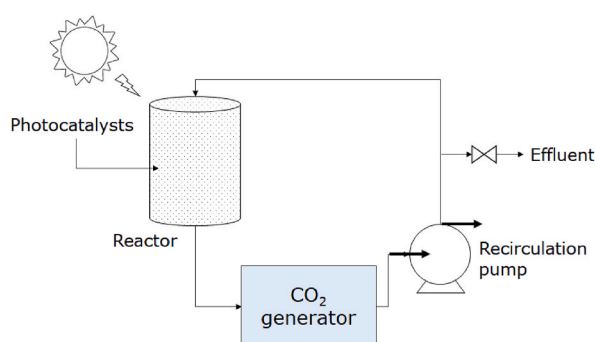 Photocatalysts
Effluent
Reactor
Recirculation
pump
CO₂
generator